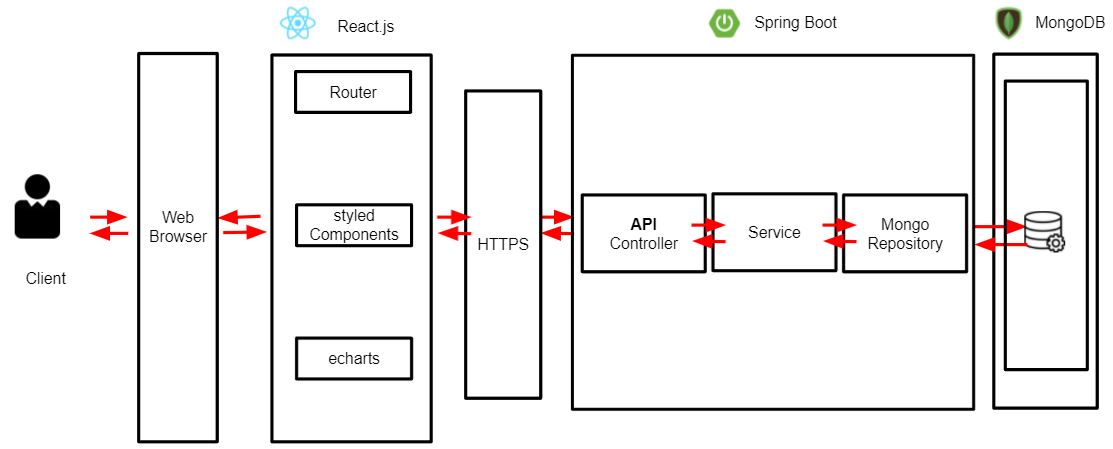 React.js
Spring Boot
MongoDB
Router
styled
Components
echarts
Web
Browser
Client
HTTPS
API
Controller
Service
Mongo
Repository